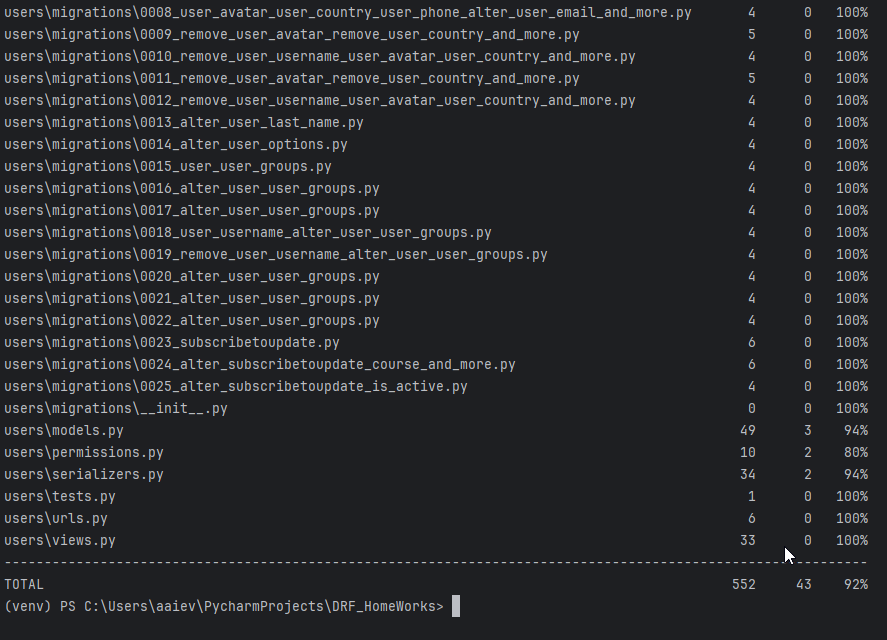 users\migrations\0008_user_avatar_user_country_user_phone_alter_user_email_and_more.py 4 0 100%
users\migrations\0009_remove_user_avatar_remove_user_country_and_more.py 5 0 100%
users\migrations\0010_remove_user_username_user_avatar_user_country_and_more.py 4 0 100%
users\migrations\0011_remove_user_avatar_remove_user_country_and_more.py 5 0 100%
users\migrations\0012_remove_user_username_user_avatar_user_country_and_more.py 4 0 100%
users\migrations\0013_alter_user_last_name.py 4 0 100%
users\migrations\0014_alter_user_options.py 4 0 100%
users\migrations\0015_user_user_groups.py 4 0 100%
users\migrations\0016_alter_user_user_groups.py 4 0 100%
users\migrations\0017_alter_user_user_groups.py 4 0 100%
users\migrations\0018_user_username_alter_user_user_groups.py 4 0 100%
users\migrations\0019_remove_user_username_alter_user_user_groups.py 4 0 100%
users\migrations\0020_alter_user_user_groups.py 4 0 100%
users\migrations\0021_alter_user_user_groups.py 4 0 100%
users\migrations\0022_alter_user_user_groups.py 4 0 100%
users\migrations\0023_subscribetoupdate.py 6 0 100%
users\migrations\0024_alter_subscribetoupdate_course_and_more.py 6 0 100%
users\migrations\0025_alter_subscribetoupdate_is_active.py 4 0 100%
users\migrations\__init__.py 0 0 100%
users\models.py 49 3 94%
users\permissions.py 10 2 80%
users\serializers.py 34 2 94%
users\tests.py 1 0 100%
users\urls.py 6 0 100%
users\views.py 33 0 100%
------------------------------------------------------------------------------------------------------------
TOTAL 552 43 92%
(venv) PS C:\Users\aaiev\PycharmProjects\DRF_HomeWorks>